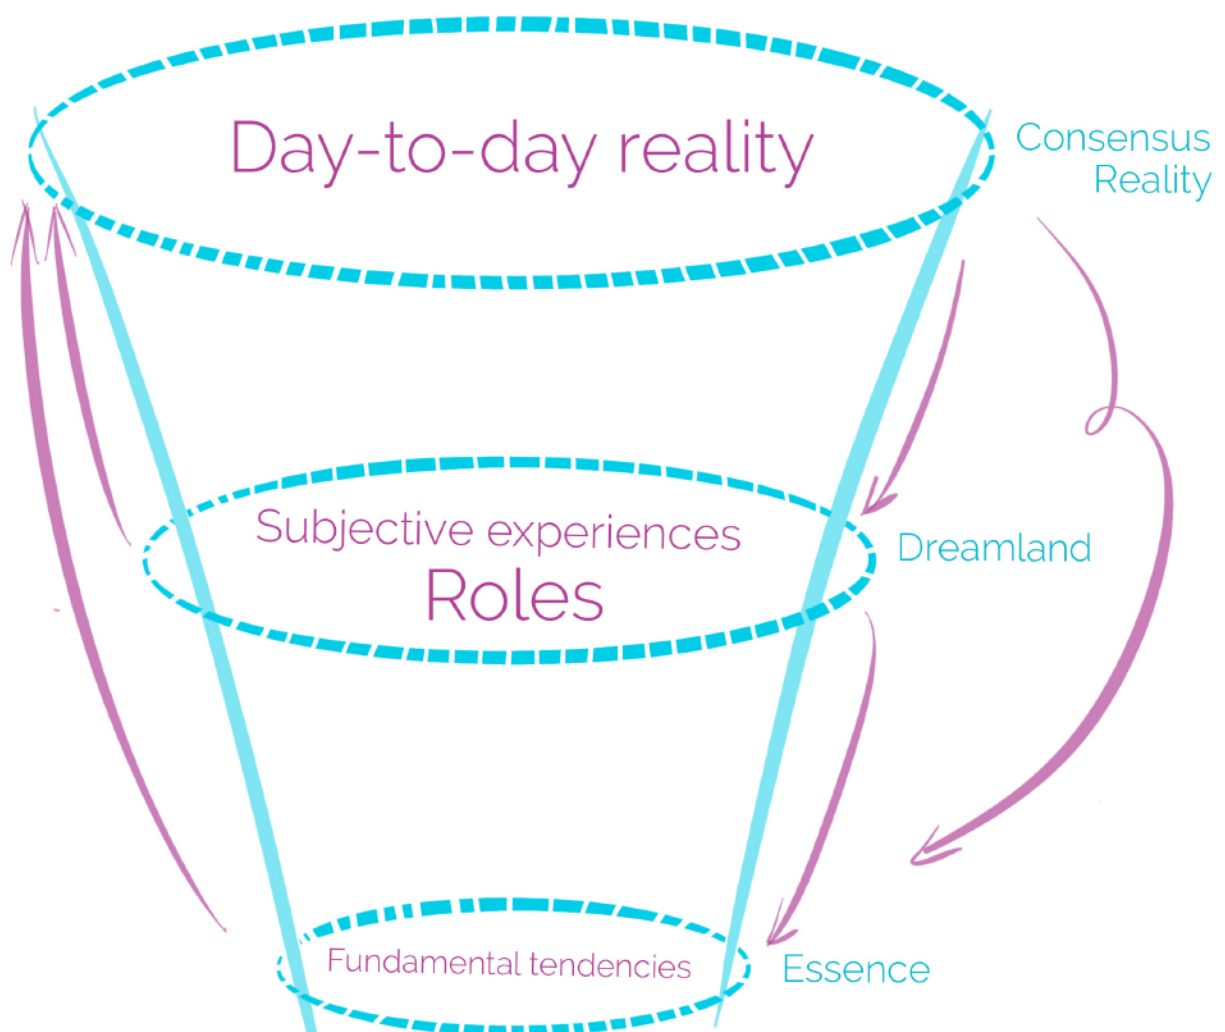 Day-to-day reality
Consensus
Reality
Subjective experiences
Roles
Dreamland
Fundamental tendencies
Essence